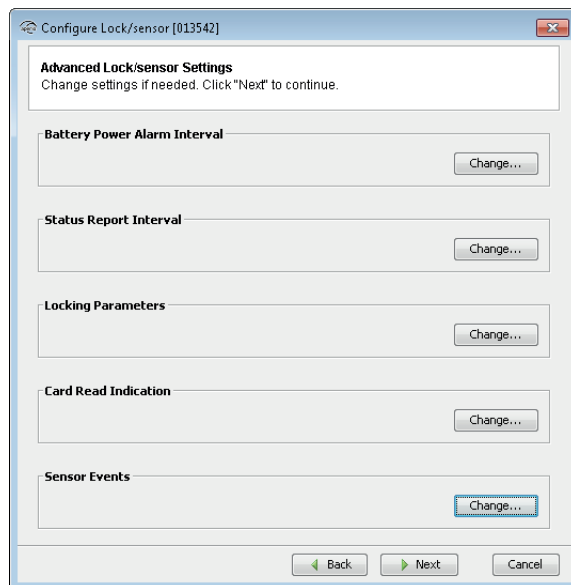 Configure Lock/sensor [013542]
Advanced Lock/sensor Settings
Change settings if needed. Click "Next" to continue.
Battery Power Alarm Interval
Change...
Status Report Interval
Change...
Locking Parameters
Change...
Card Read Indication
Change...
Sensor Events
Change...
Back Next Cancel